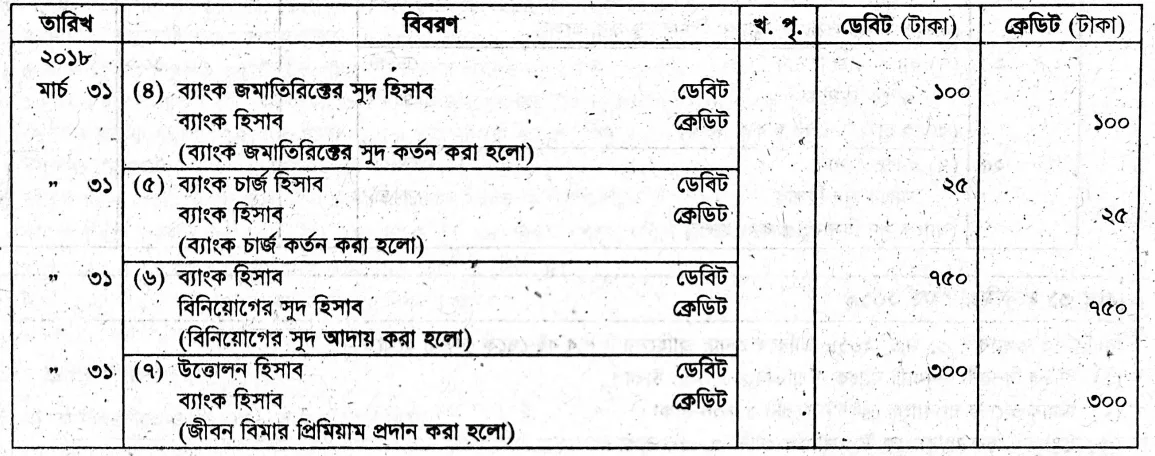 তারিখ বিবরণ খ. পৃ. ডেবিট (টাকা) ক্রেডিট (টাকা)
২০১৮
মার্চ ৩১ (৪) ব্যাংক জমাতিরিক্তের সুদ হিসাব ডেবিট ১০০
ব্যাংক হিসাব ক্রেডিট ১০০
(ব্যাংক জমাতিরিক্তের সুদ কর্তন করা হলো)
” ৩১ (৫) ব্যাংক চার্জ হিসাব ডেবিট ২৫
ব্যাংক হিসাব ক্রেডিট ২৫
(ব্যাংক চার্জ কর্তন করা হলো)
” ৩১ (৬) ব্যাংক হিসাব ডেবিট ৭৫০
বিনিয়োগের সুদ হিসাব ক্রেডিট ৭৫০
(বিনিয়োগের সুদ আদায় করা হলো)
” ৩১ (৭) উত্তোলন হিসাব ডেবিট ৩০০
ব্যাংক হিসাব ক্রেডিট ৩০০
(জীবন বিমার প্রিমিয়াম প্রদান করা হলো)